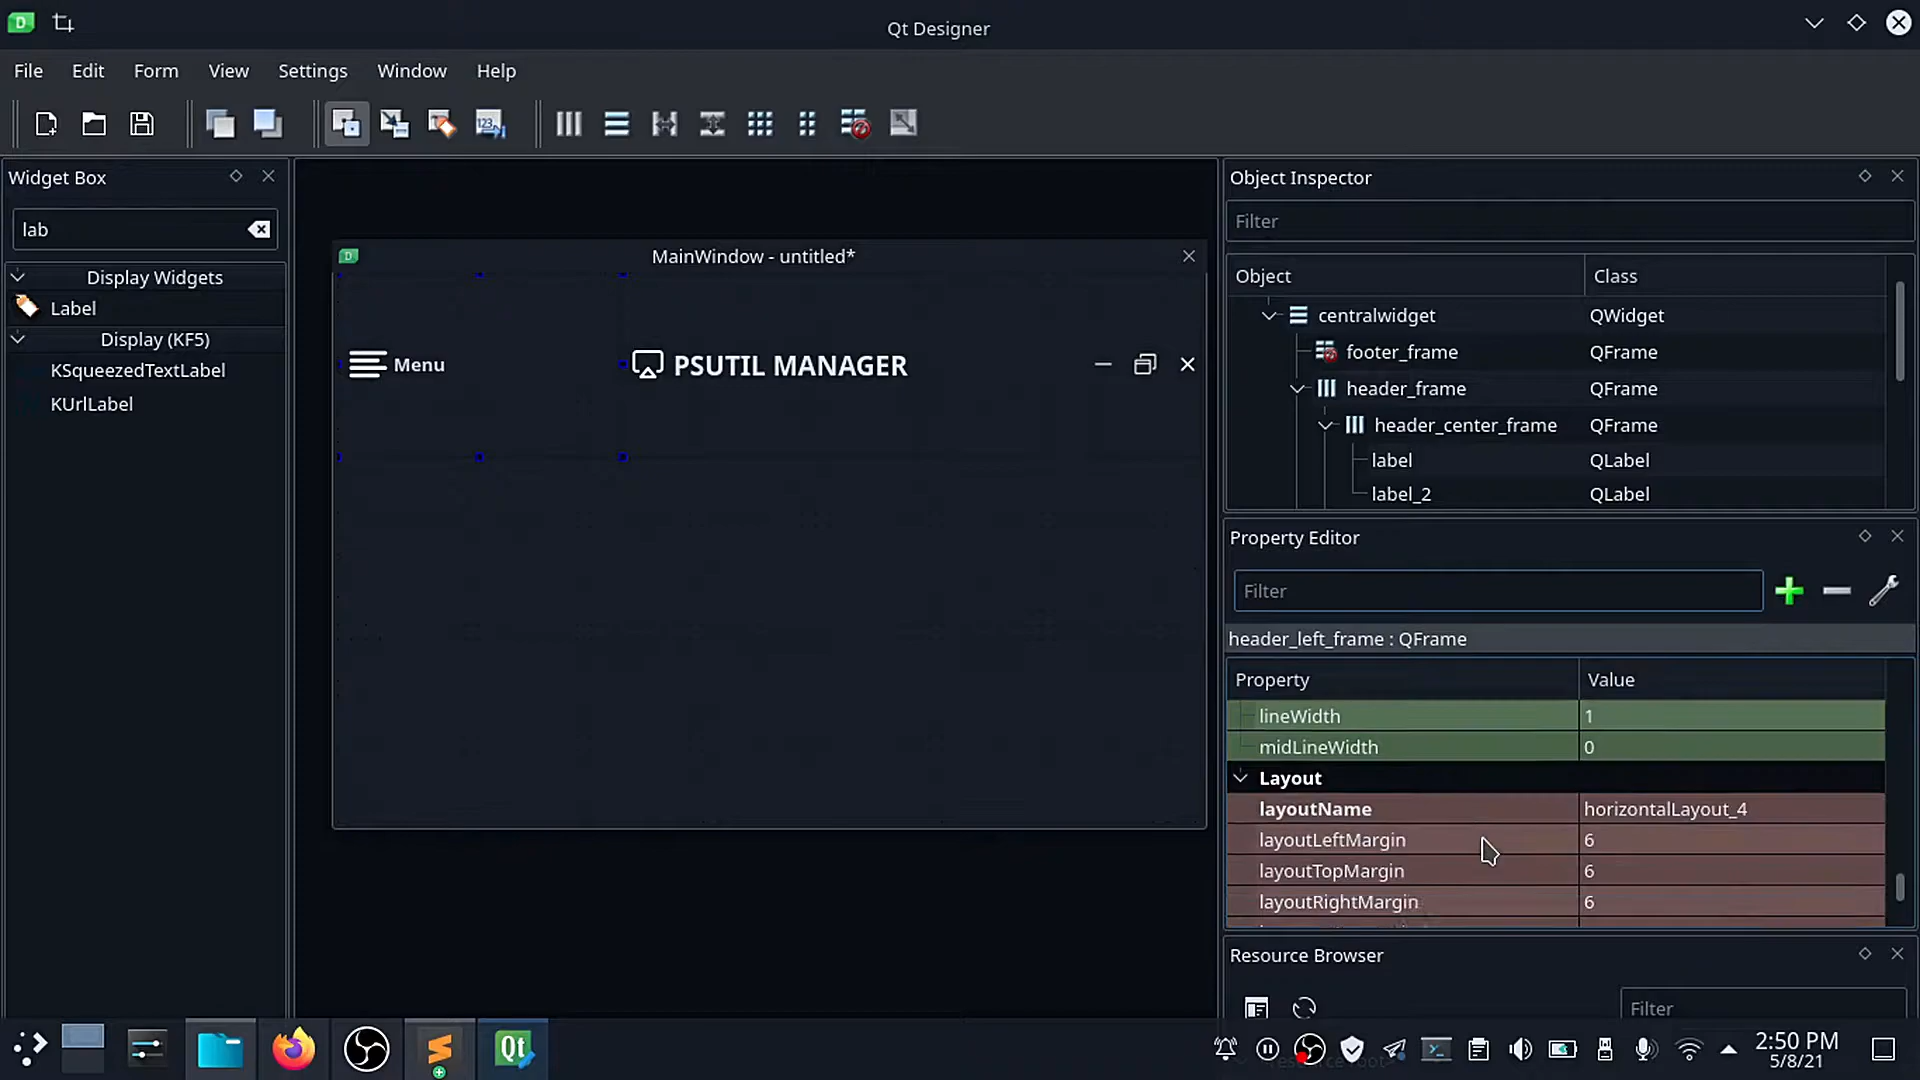 Qt Designer
File Edit Form View Settings Window Help
Widget Box
lab
Display Widgets
Label
Display (KF5)
KSqueezedTextLabel
KUrlLabel
MainWindow - untitled*
Menu
PSUTIL MANAGER
Object Inspector
Filter
Object Class
centralwidget QWidget
footer_frame QFrame
header_frame QFrame
header_center_frame QFrame
label QLabel
label_2 QLabel
Property Editor
Filter
header_left_frame : QFrame
Property Value
lineWidth 1
midLineWidth 0
Layout
layoutName horizontalLayout_4
layoutLeftMargin 6
layoutTopMargin 6
layoutRightMargin 6
Resource Browser
Filter
Qt
2:50 PM
5/8/21